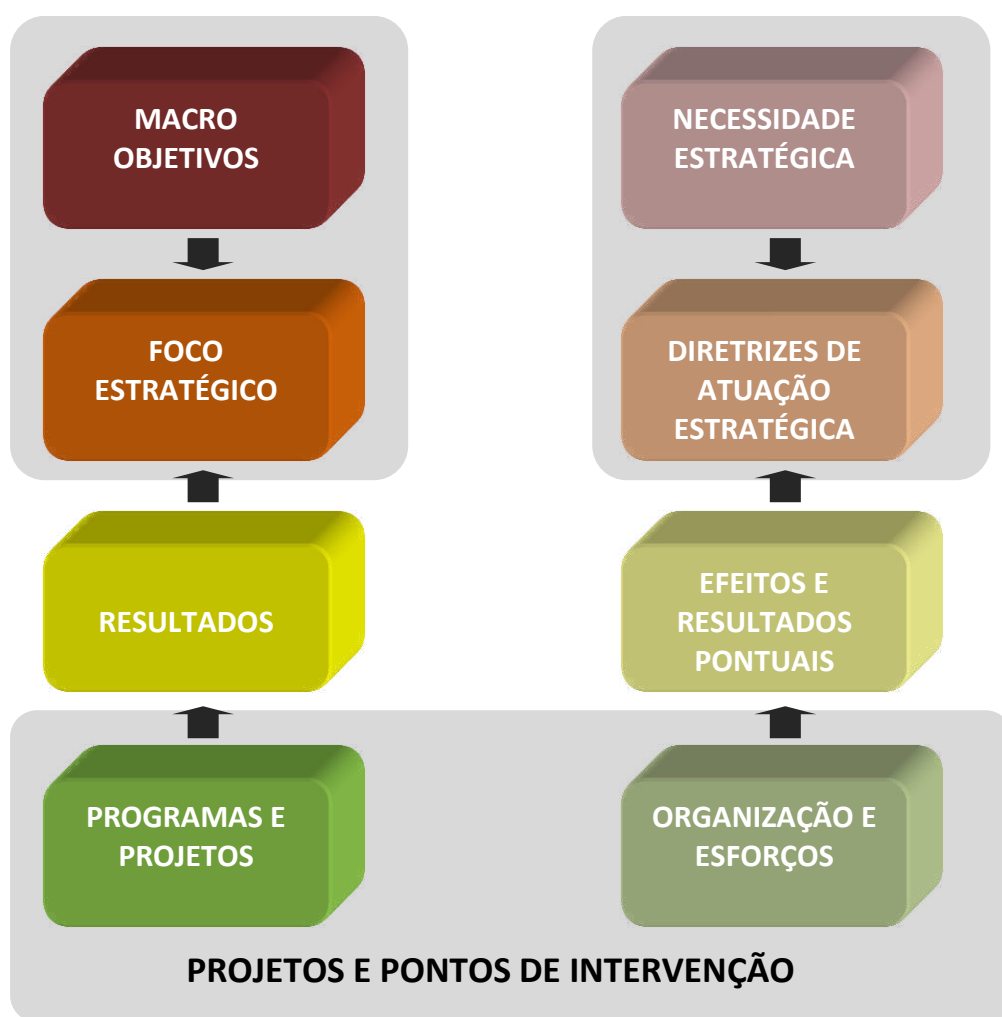 MACRO
OBJETIVOS
NECESSIDADE
ESTRATÉGICA
FOCO
ESTRATÉGICO
DIRETRIZES DE
ATUAÇÃO
ESTRATÉGICA
RESULTADOS
EFEITOS E
RESULTADOS
PONTUAIS
PROGRAMAS E
PROJETOS
ORGANIZAÇÃO E
ESFORÇOS
PROJETOS E PONTOS DE INTERVENÇÃO